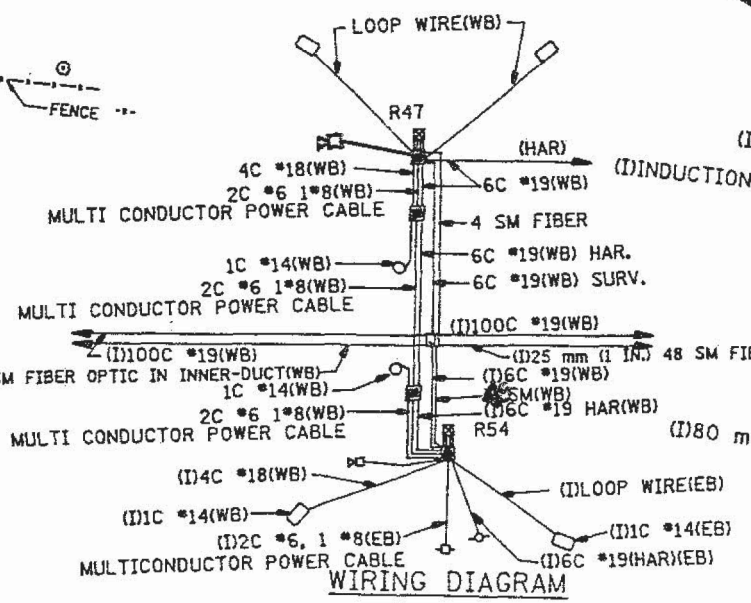 LOOP WIRE(WB)
FENCE
R47
(HAR)
4C #18(WB)
(I)INDUCTION
2C #6 1#8(WB)
6C #19(WB)
MULTI CONDUCTOR POWER CABLE
4 SM FIBER
6C #19(WB) HAR.
1C #14(WB)
2C #6 1#8(WB)
6C #19(WB) SURV.
MULTI CONDUCTOR POWER CABLE
(I)100C #19(WB)
(I)100C #19(WB)
(I)25 mm (1 IN.) 48 SM
SM FIBER OPTIC IN INNER-DUCT(WB)
(I)6C #19(WB)
1C #14(WB)
SM(WB)
2C #6 1#8(WB)
(I)6C #19 HAR(WB)
MULTI CONDUCTOR POWER CABLE
R54
(I)80
(I)4C #18(WB)
(I)LOOP WIRE(EB)
(I)1C #14(WB)
(I)1C #14(EB)
(I)2C #6, 1 #8(EB)
MULTICONDUCTOR POWER CABLE
(I)6C #19(HAR)(EB)
WIRING DIAGRAM